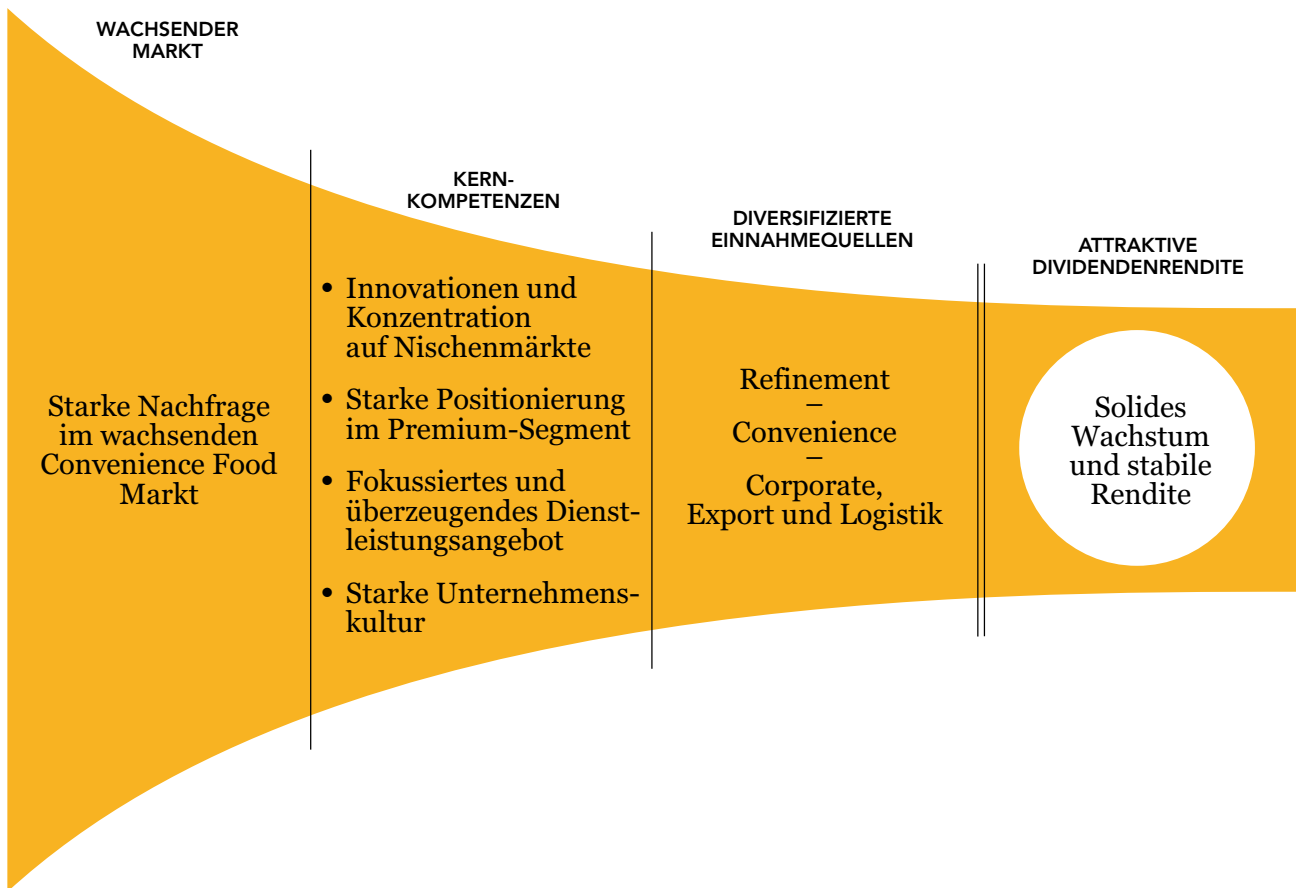 WACHSENDER
MARKT
Starke Nachfrage
im wachsenden
Convenience Food
Markt
KERN-
KOMPETENZEN
• Innovationen und
Konzentration
auf Nischenmärkte
• Starke Positionierung
im Premium-Segment
• Fokussiertes und
überzeugendes Dienst-
leistungsangebot
• Starke Unternehmens-
kultur
DIVERSIFIZIERTE
EINNAHMEQUELLEN
Refinement
–
Convenience
–
Corporate,
Export und Logistik
ATTRAKTIVE
DIVIDENDENRENDITE
Solides
Wachstum
und stabile
Rendite